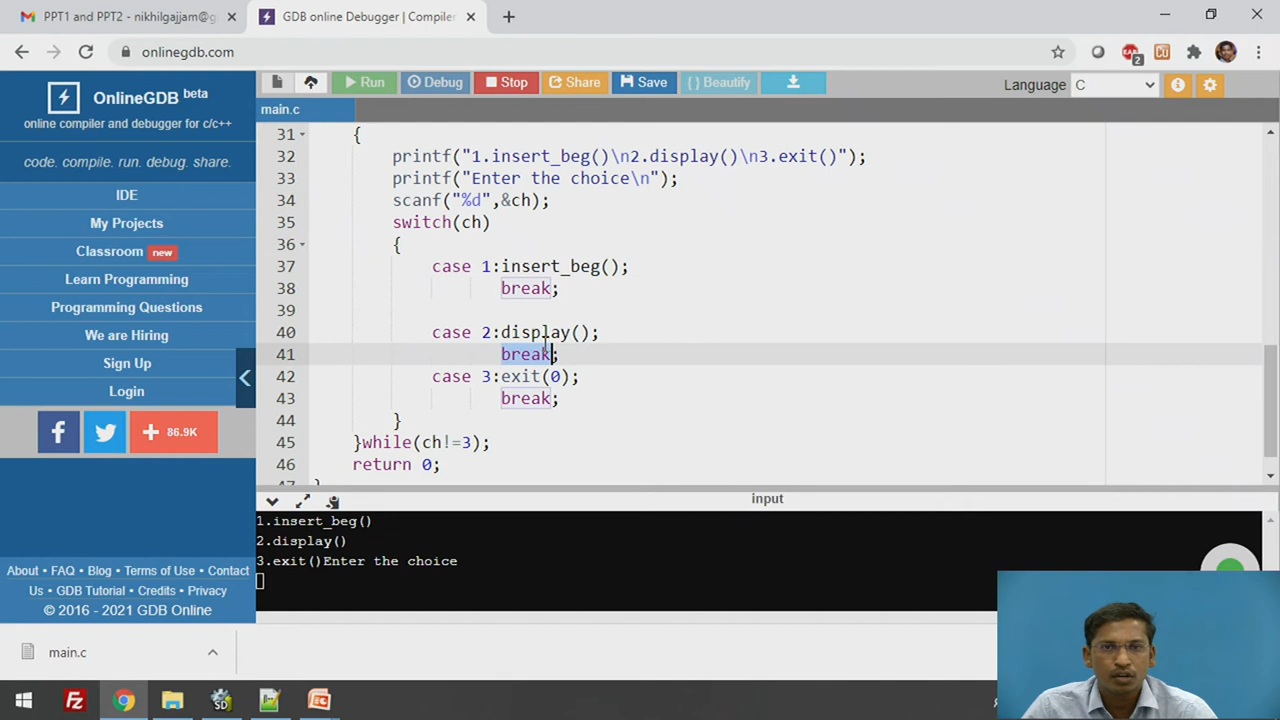 PPT1 and PPT2 - nikhilgajjam@g
GDB online Debugger | Compiler
onlinegdb.com
2
OnlineGDB beta
online compiler and debugger for c/c++
code. compile. run. debug. share.
IDE
My Projects
Classroom new
Learn Programming
Programming Questions
We are Hiring
Sign Up
Login
86.9K
About • FAQ • Blog • Terms of Use • Contact
Us • GDB Tutorial • Credits • Privacy
© 2016 - 2021 GDB Online
Run
Debug
Stop
Share
Save
{ } Beautify
Language C
main.c
31 {
32 printf("1.insert_beg()\n2.display()\n3.exit()");
33 printf("Enter the choice\n");
34 scanf("%d",&ch);
35 switch(ch)
36 {
37 case 1:insert_beg();
38 break;
39
40 case 2:display();
41 break;
42 case 3:exit(0);
43 break;
44 }
45 }while(ch!=3);
46 return 0;
47 }
input
1.insert_beg()
2.display()
3.exit()Enter the choice
main.c